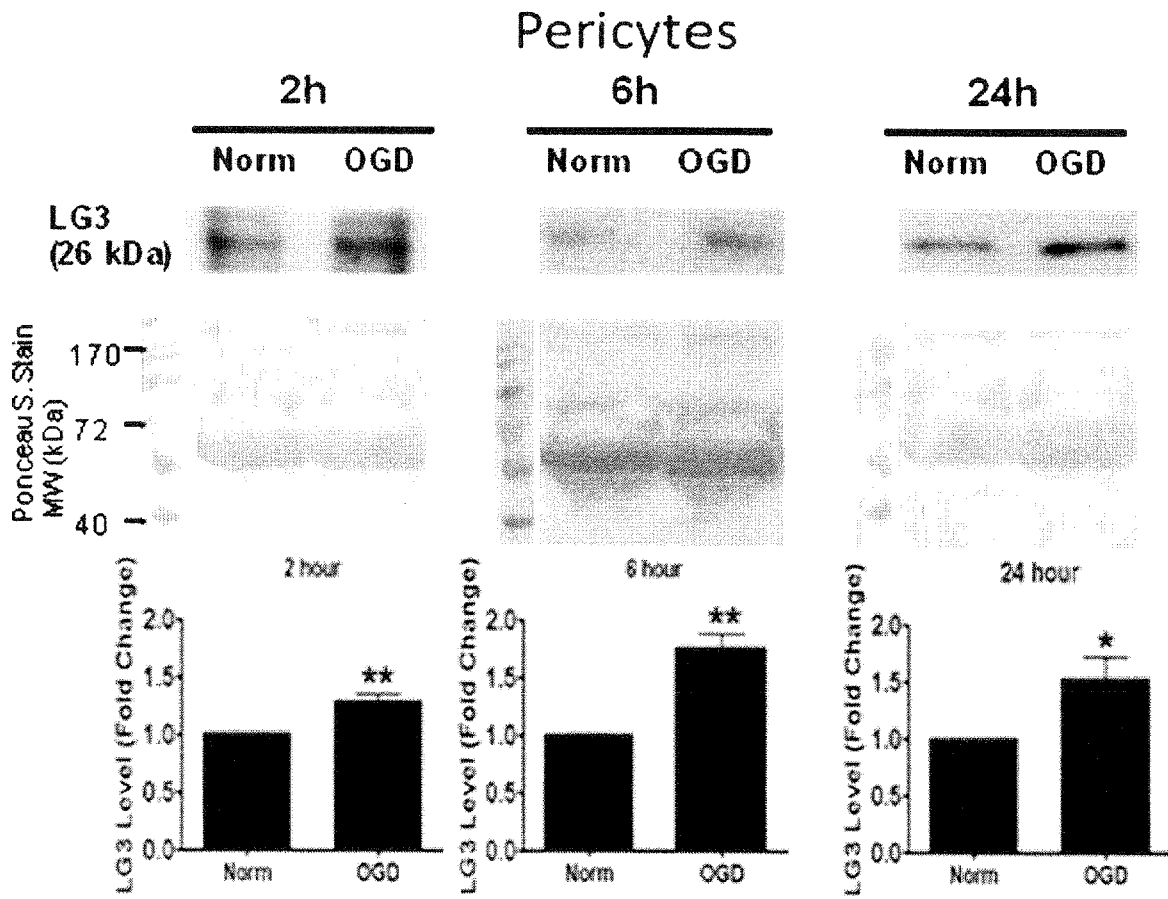 Pericytes
2h 6h 24h
Norm OGD Norm OGD Norm OGD
LG3
(26 kDa)
Ponceau S. Stain
MW (kDa)
170
72
40
2 hour
LG3 Level (Fold Change)
2.0
**
1.5
1.0
0.5
0.0
Norm OGD
6 hour
LG3 Level (Fold Change)
2.0
**
1.5
1.0
0.5
0.0
Norm OGD
24 hour
LG3 Level (Fold Change)
2.0
*
1.5
1.0
0.5
0.0
Norm OGD